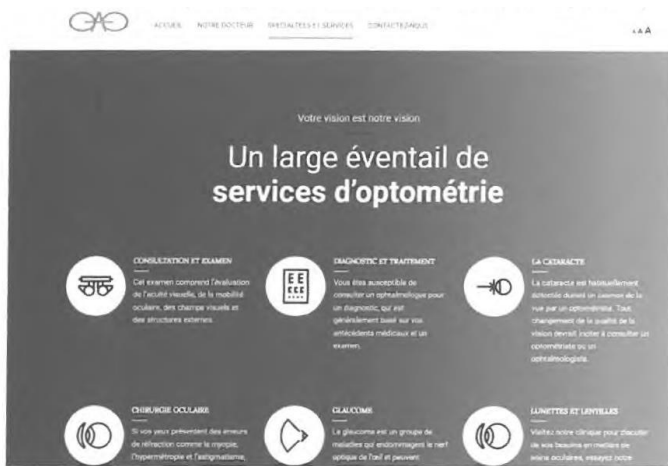 ACCUEIL NOTRE DOCTEUR SPÉCIALITÉS ET SERVICES CONTACTEZ-NOUS
A A A
Votre vision est notre vision
Un large éventail de
services d'optométrie
CONSULTATION ET EXAMEN
Cet examen comprend l'évaluation
de l'acuité visuelle, de la mobilité
oculaire, des champs visuels et
des structures externes.
DIAGNOSTIC ET TRAITEMENT
Vous êtes susceptible de
consulter un ophtalmologue pour
un diagnostic, qui est
généralement basé sur vos
antécédents médicaux et un
examen.
LA CATARACTE
La cataracte est habituellement
détectée durant un examen de la
vue par un optométriste. Tout
changement de la qualité de la
vision devrait inciter à consulter un
optométriste ou un
ophtalmologiste.
CHIRURGIE OCULAIRE
Si vos yeux présentent des erreurs
de réfraction comme la myopie,
l'hypermétropie et l'astigmatisme,
GLAUCOME
Le glaucome est un groupe de
maladies qui endommagent le nerf
optique de l'œil et peuvent
LUNETTES ET LENTILLES
Visitez notre clinique pour discuter
de vos besoins en matière de
soins oculaires, essayez notre